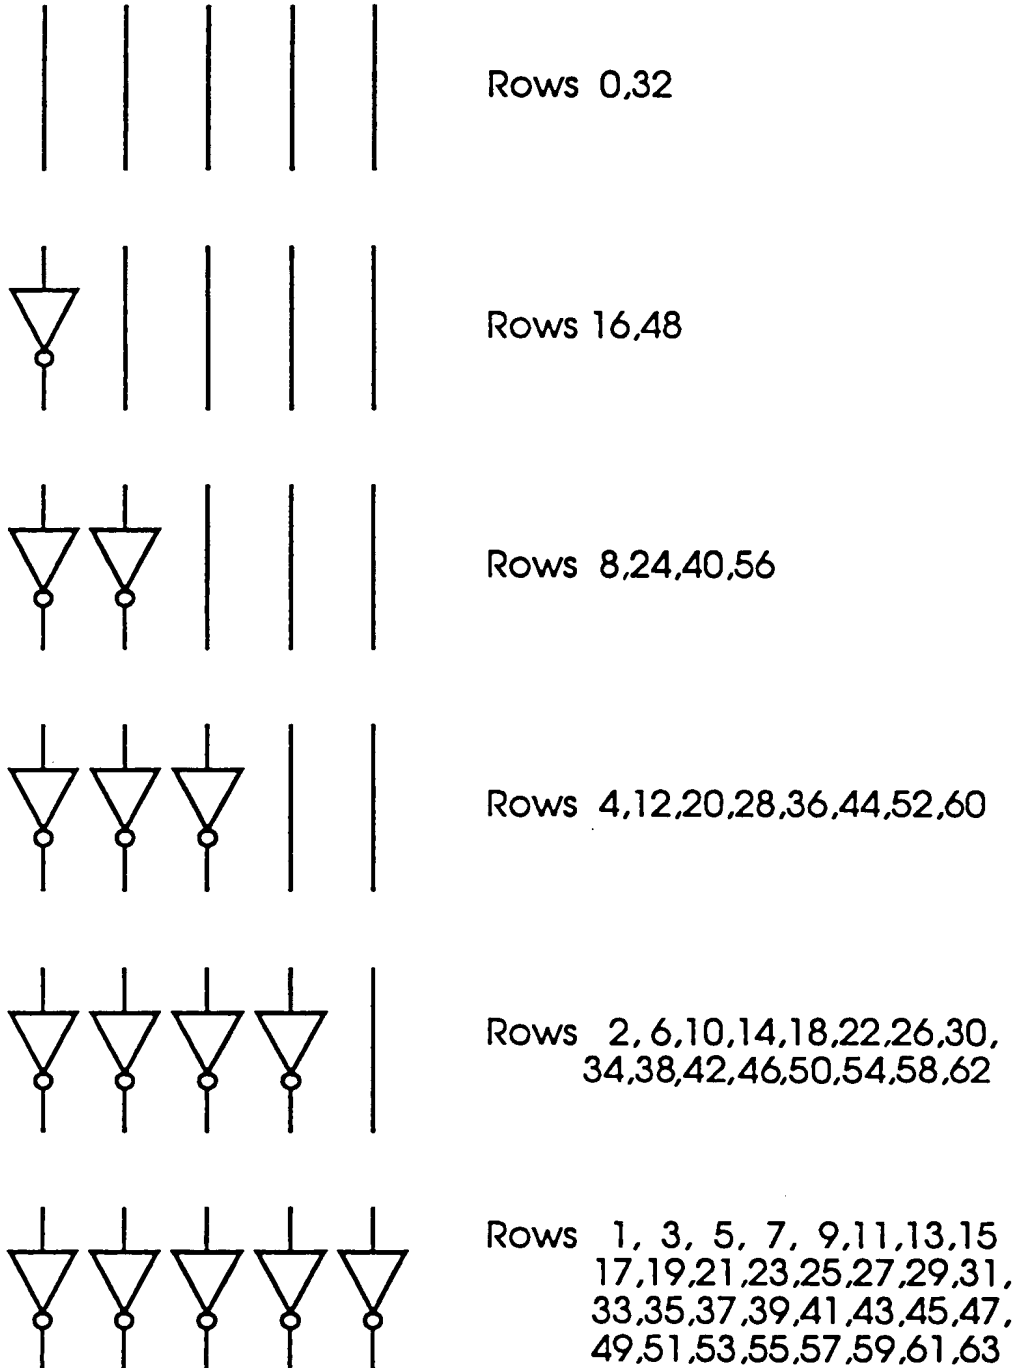 Rows 0,32
Rows 16,48
Rows 8,24,40,56
Rows 4,12,20,28,36,44,52,60
Rows 2, 6,10,14,18,22,26,30,
34,38,42,46,50,54,58,62
Rows 1, 3, 5, 7, 9,11,13,15
17,19,21,23,25,27,29,31,
33,35,37,39,41,43,45,47,
49,51,53,55,57,59,61,63